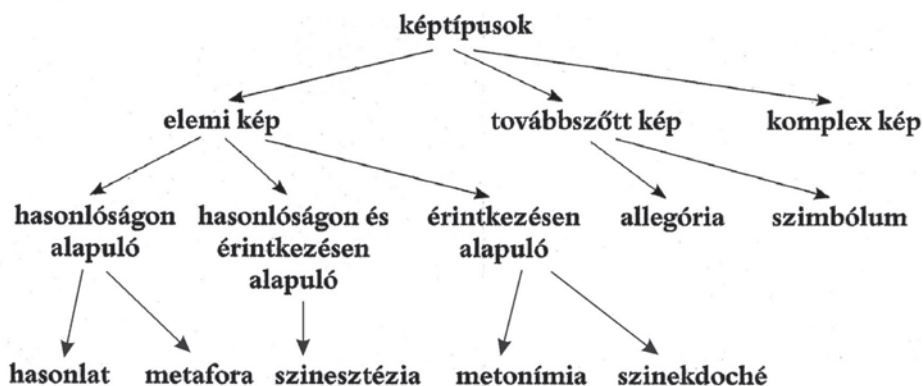 képtípusok
elemi kép továbbszőtt kép komplex kép
hasonlóságon hasonlóságon és érintkezésen allegória szimbólum
alapuló érintkezésen alapuló
alapuló
hasonlat metafora szinesztézia metonímia szinekdoché